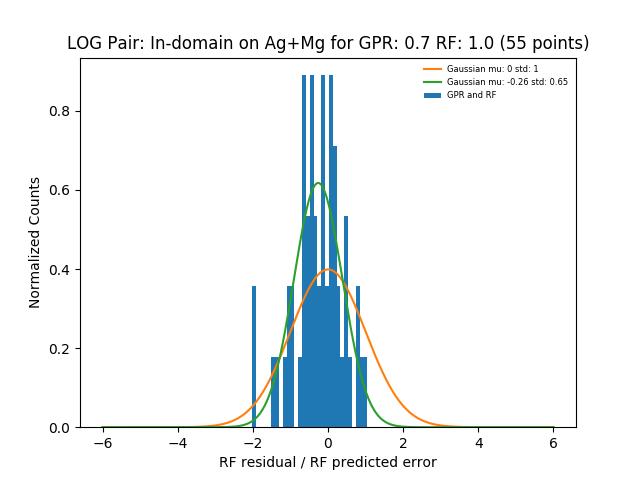 LOG Pair: In-domain on Ag+Mg for GPR: 0.7 RF: 1.0 (55 points)
Gaussian mu: 0 std: 1
Gaussian mu: -0.26 std: 0.65
GPR and RF
Normalized Counts
0.8
0.6
0.4
0.2
0.0
−6 −4 −2 0 2 4 6
RF residual / RF predicted error